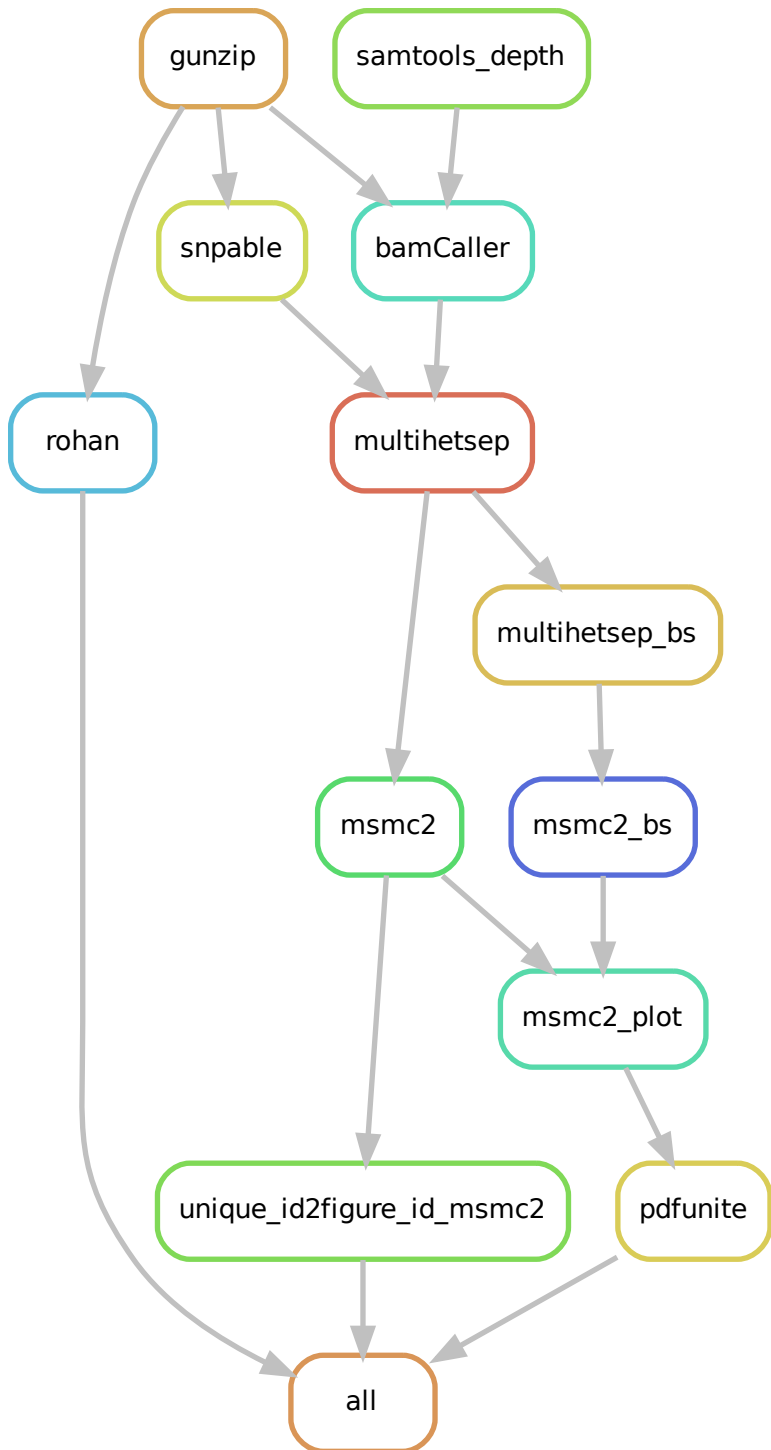 gunzip
samtools_depth
snpable
bamCaller
rohan
multihetsep
multihetsep_bs
msmc2
msmc2_bs
msmc2_plot
unique_id2figure_id_msmc2
pdfunite
all